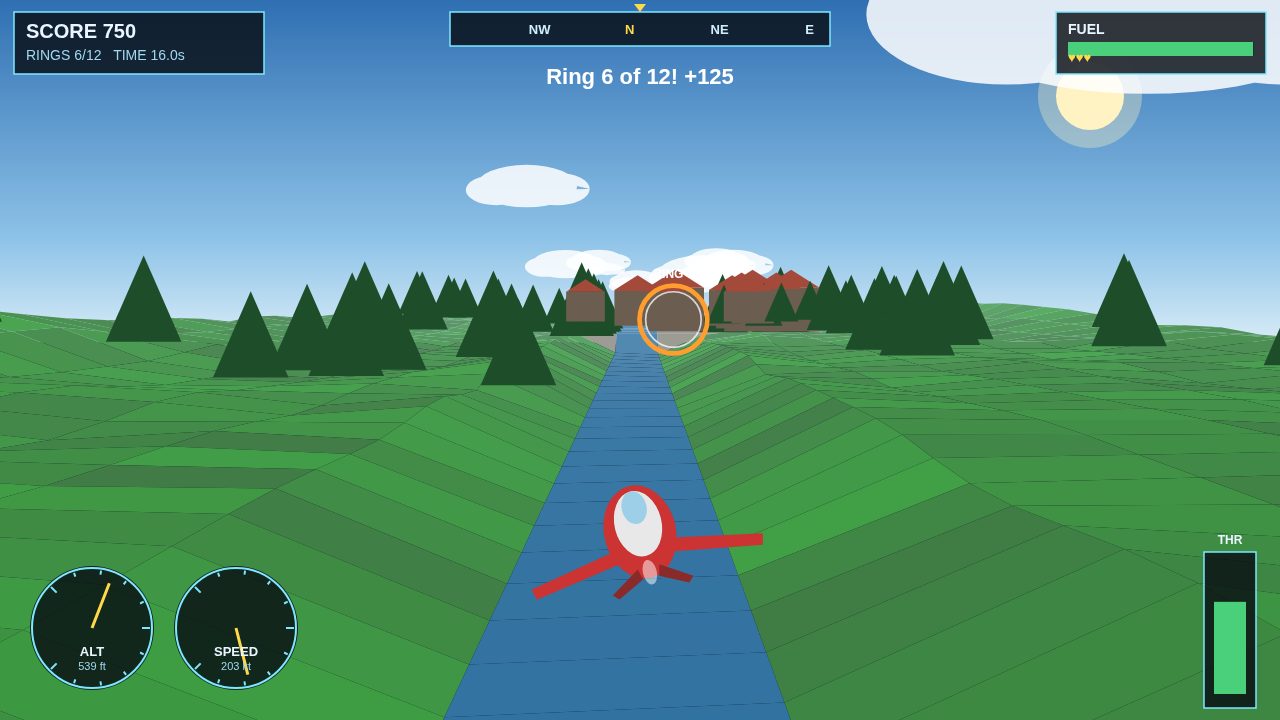 SCORE 750
RINGS 6/12 TIME 16.0s
NW N NE E
FUEL
♥♥♥
Ring 6 of 12! +125
THR
ALT
539 ft
SPEED
203